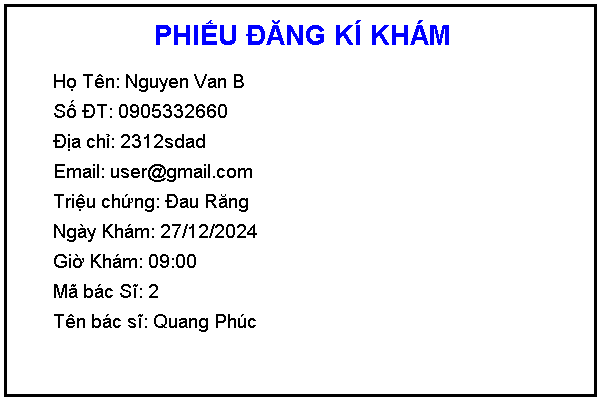 PHIẾU ĐĂNG KÍ KHÁM
Họ Tên: Nguyen Van B
Số ĐT: 0905332660
Địa chỉ: 2312sdad
Email: user@gmail.com
Triệu chứng: Đau Răng
Ngày Khám: 27/12/2024
Giờ Khám: 09:00
Mã bác Sĩ: 2
Tên bác sĩ: Quang Phúc